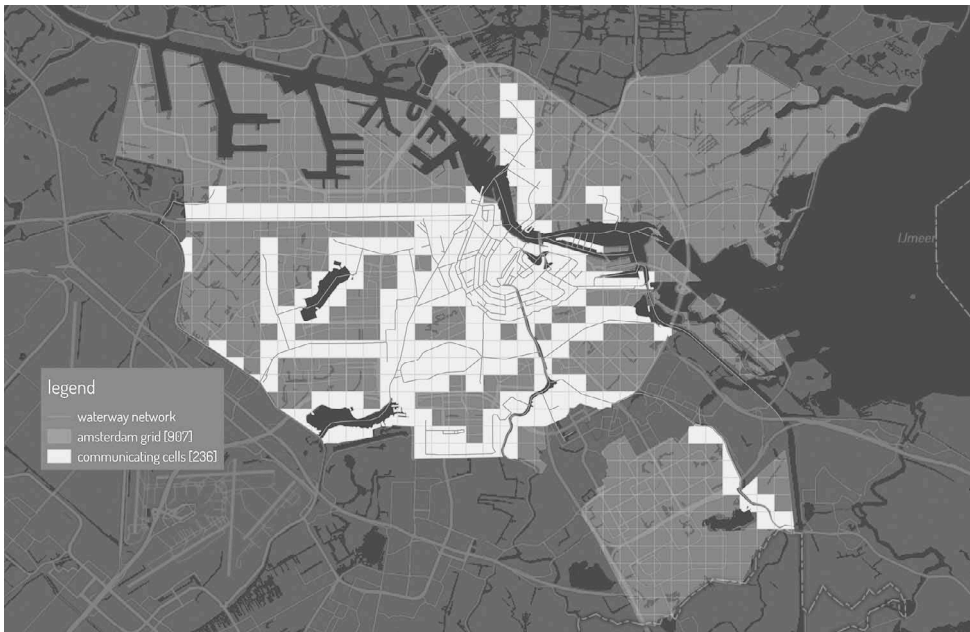 IJmeer
legend
waterway network
amsterdam grid [907]
communicating cells [236]